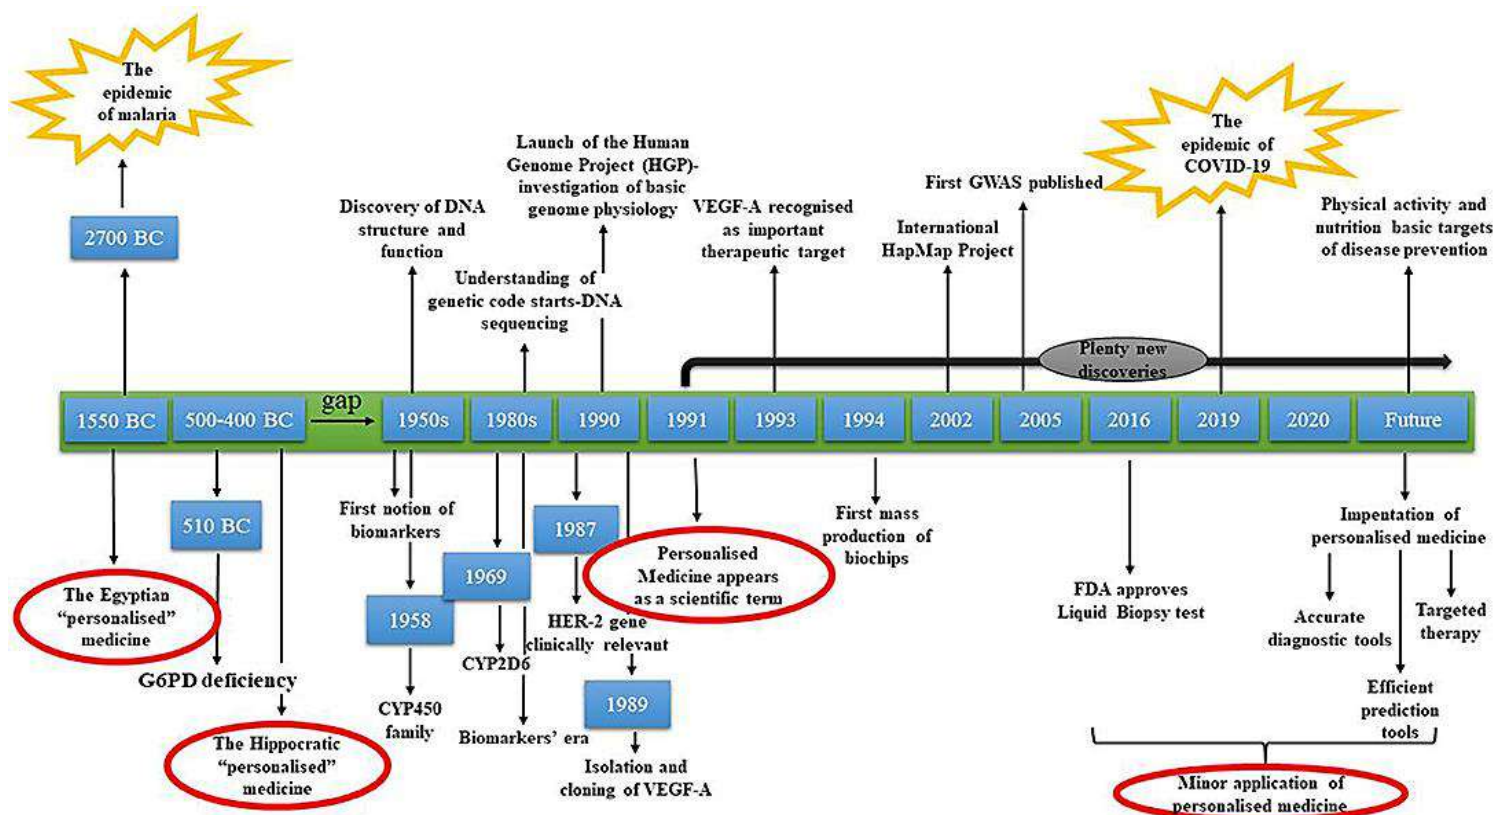 The
epidemic
of malaria
2700 BC
Discovery of DNA
structure and
function
Understanding of
genetic code starts-DNA
sequencing
Launch of the Human
Genome Project (HGP)-
investigation of basic
genome physiology
VEGF-A recognised
as important
therapeutic target
International
HapMap Project
First GWAS published
The
epidemic of
COVID-19
Physical activity and
nutrition basic targets
of disease prevention
Plenty new
discoveries
1550 BC
500-400 BC
gap
1950s
1980s
1990
1991
1993
1994
2002
2005
2016
2019
2020
Future
The Egyptian
“personalised”
medicine
510 BC
G6PD deficiency
The Hippocratic
“personalised”
medicine
First notion of
biomarkers
1958
CYP450
family
1969
CYP2D6
Biomarkers’ era
1987
HER-2 gene
clinically relevant
1989
Isolation and
cloning of VEGF-A
Personalised
Medicine appears
as a scientific term
First mass
production of
biochips
FDA approves
Liquid Biopsy test
Impentation of
personalised medicine
Accurate
diagnostic tools
Efficient
prediction
tools
Targeted
therapy
Minor application of
personalised medicine